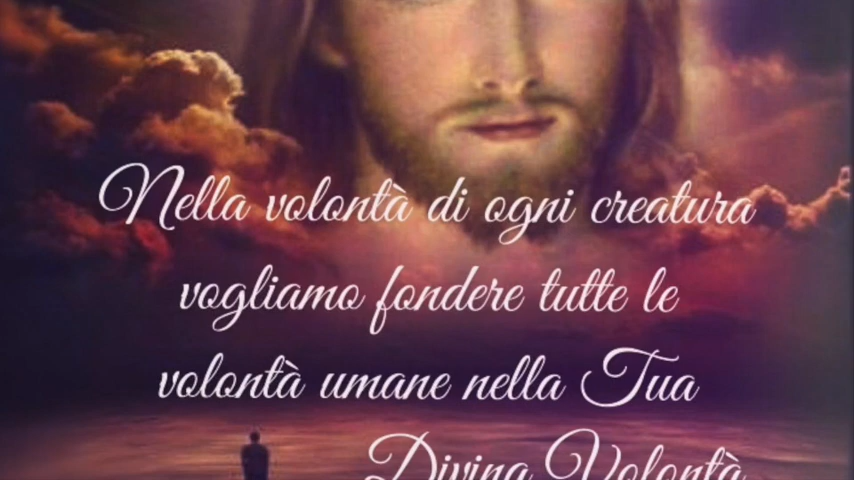 Nella volontà di ogni creatura
vogliamo fondere tutte le
volontà umane nella Tua
Divina Volontà